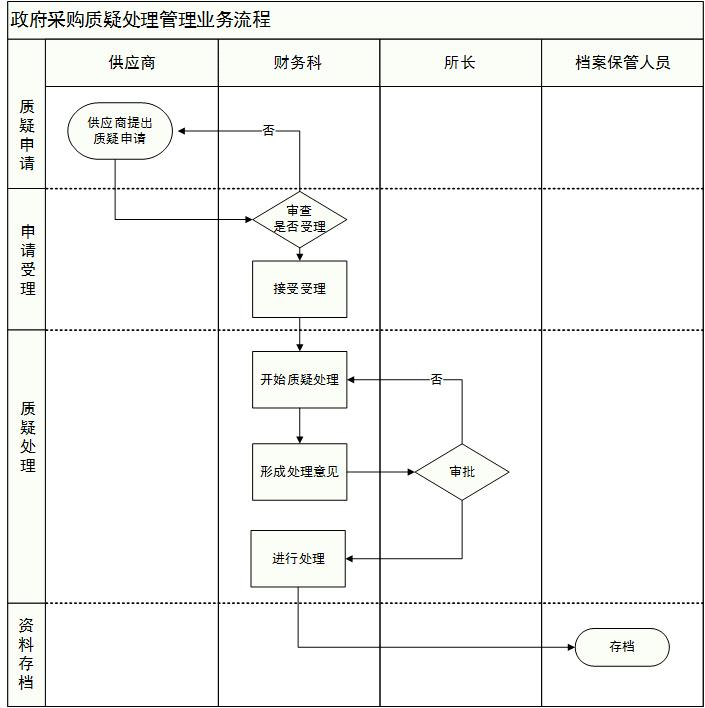 政府采购质疑处理管理业务流程
供应商
财务科
所长
档案保管人员
质疑申请
供应商提出
质疑申请
否
申请受理
审查
是否受理
接受受理
质疑处理
开始质疑处理
否
形成处理意见
审批
进行处理
资料存档
存档